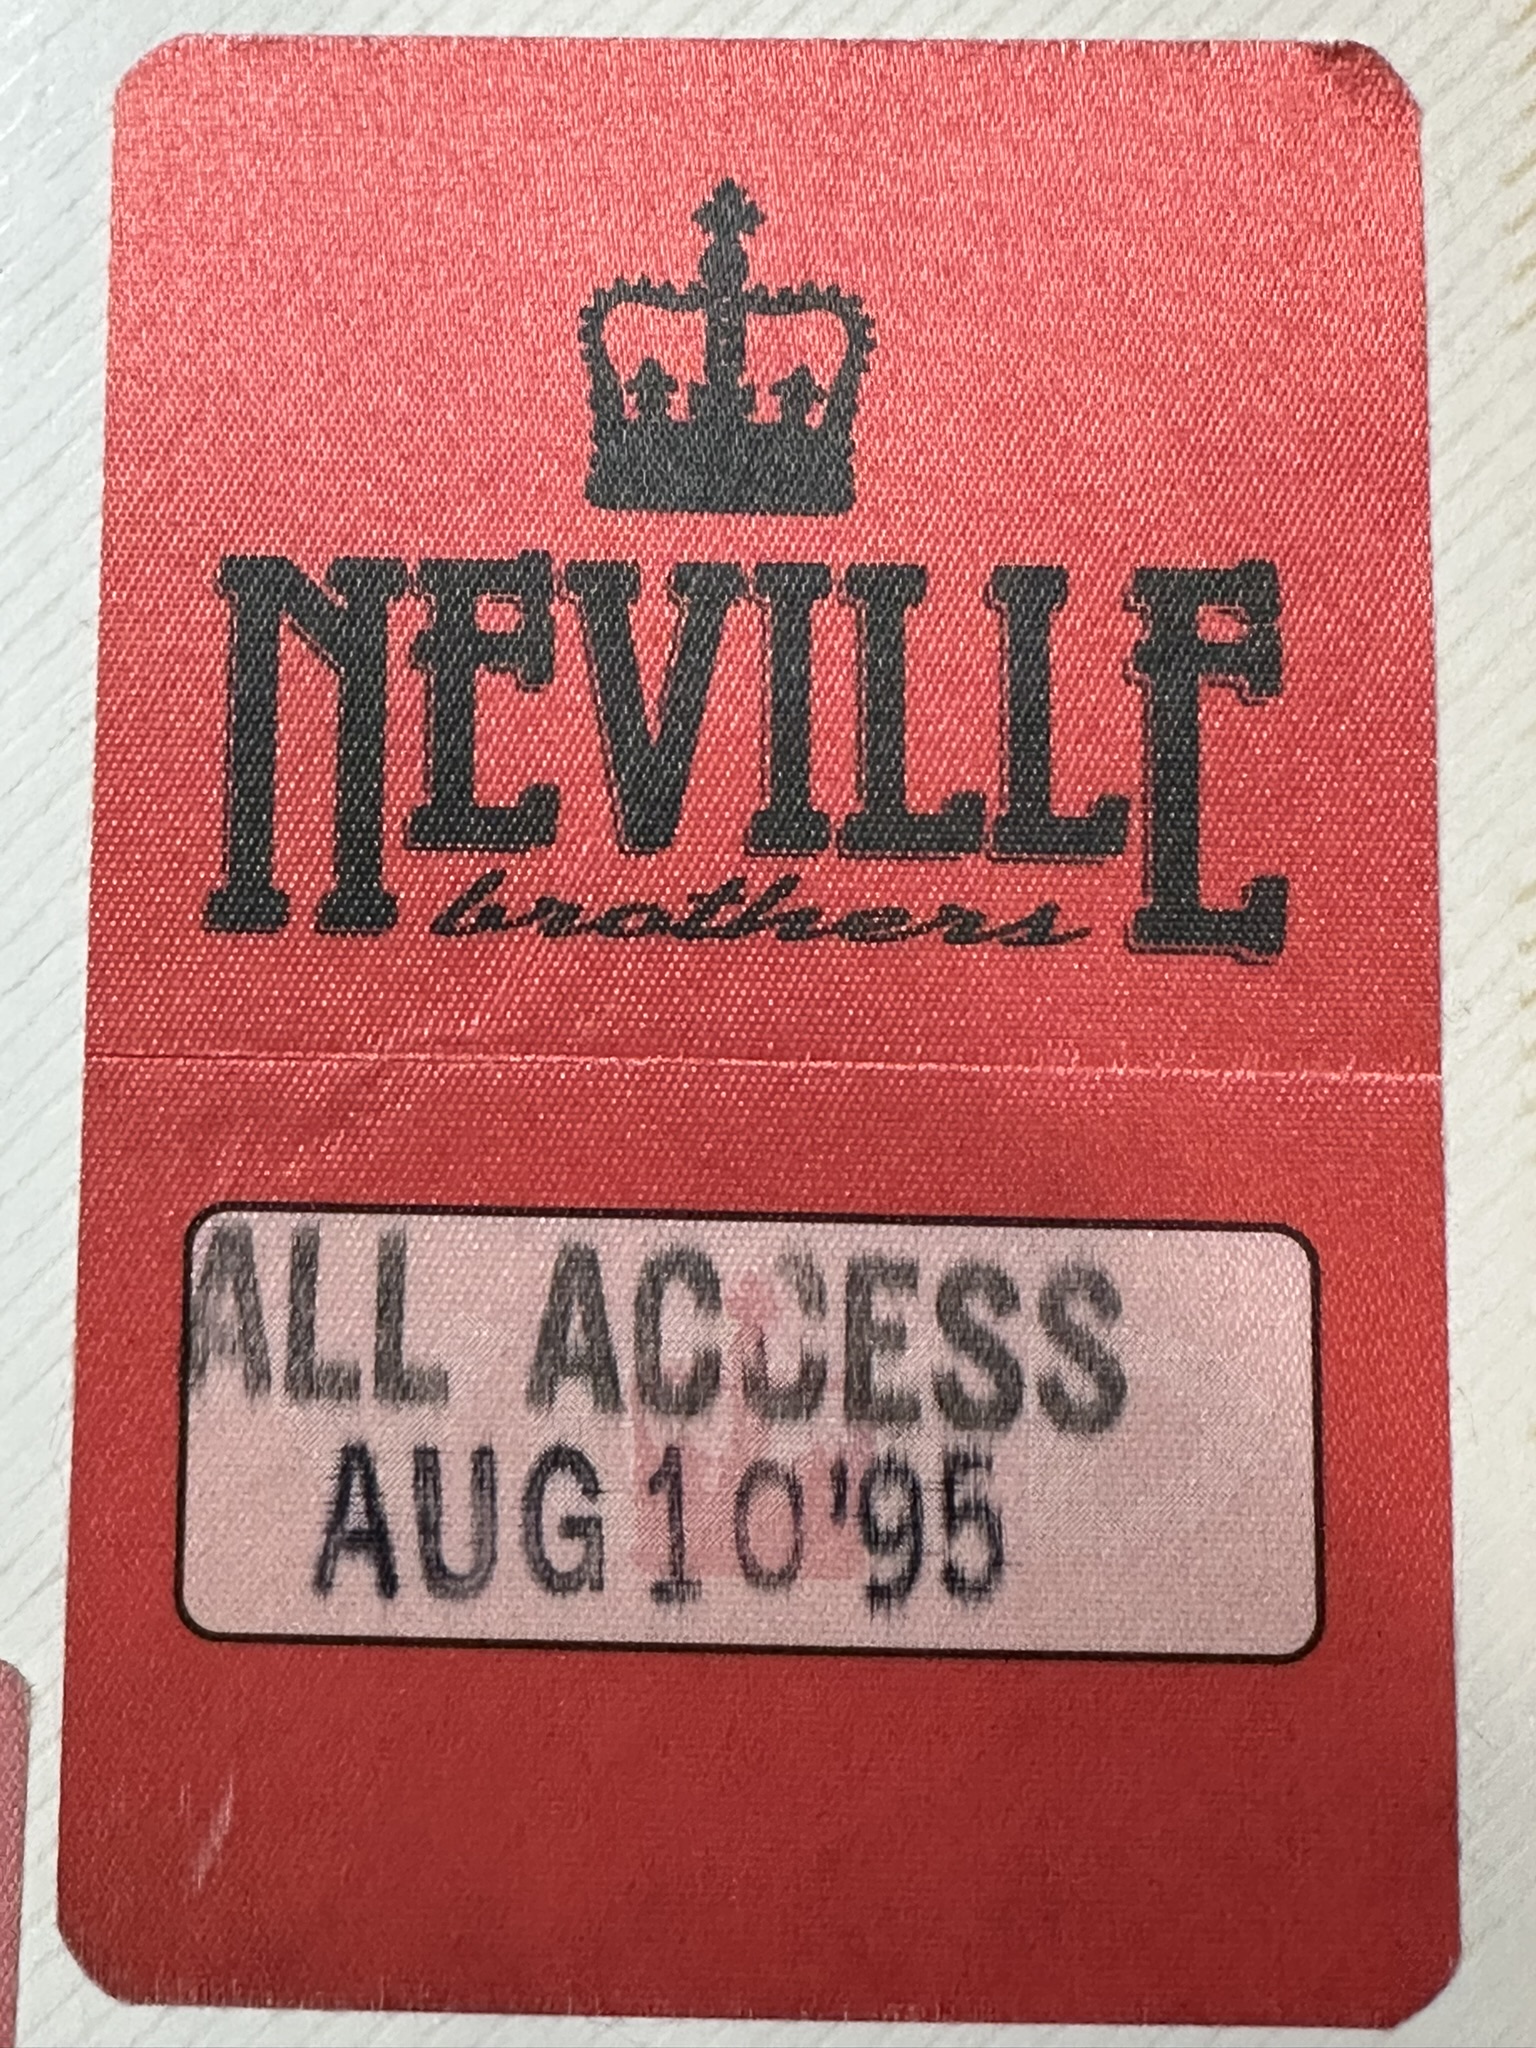 NEVILLE
brothers
ALL ACCESS
AUG 10 '95